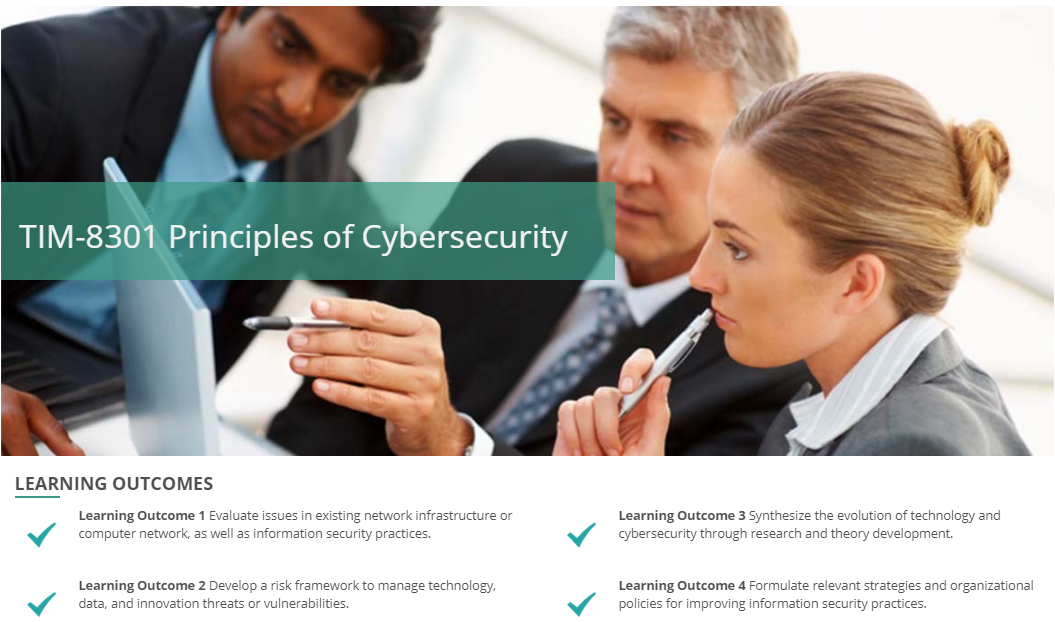 TIM-8301 Principles of Cybersecurity
LEARNING OUTCOMES
Learning Outcome 1 Evaluate issues in existing network infrastructure or
computer network, as well as information security practices.
Learning Outcome 2 Develop a risk framework to manage technology,
data, and innovation threats or vulnerabilities.
Learning Outcome 3 Synthesize the evolution of technology and
cybersecurity through research and theory development.
Learning Outcome 4 Formulate relevant strategies and organizational
policies for improving information security practices.